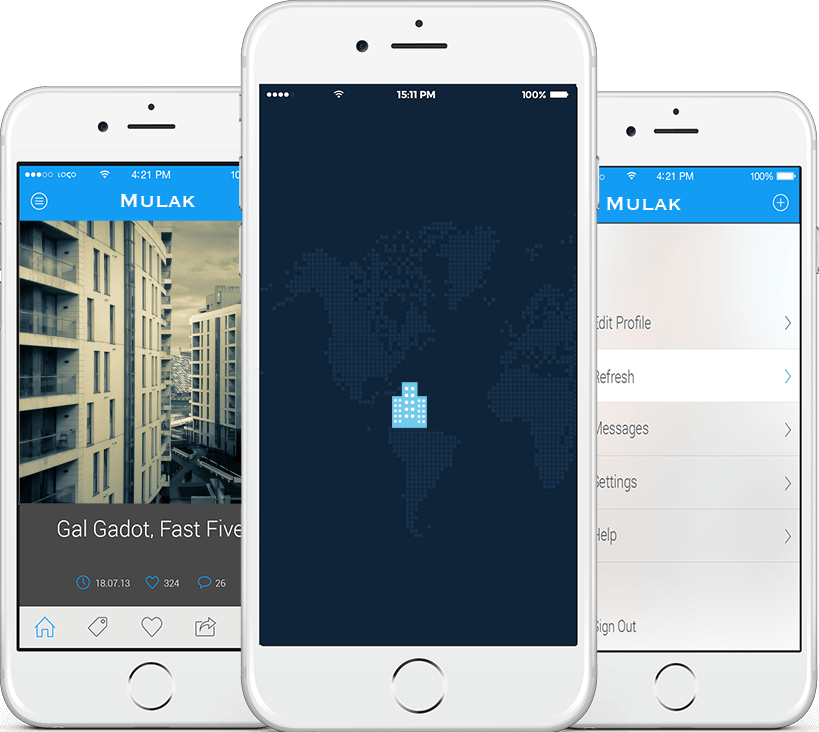 LOÇO 4:21 PM 10
MULAK
Gal Gadot, Fast Five
18.07.13 324 26
15:11 PM 100%
4:21 PM 100%
MULAK
Edit Profile
Refresh
Messages
Settings
Help
Sign Out